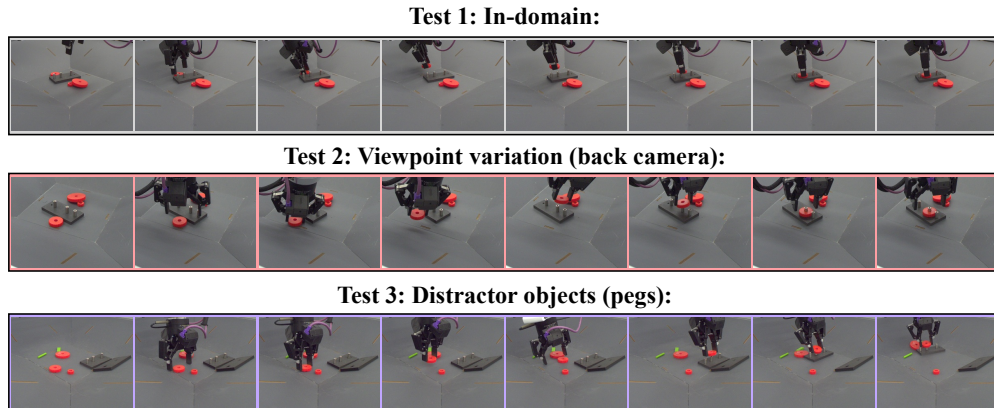 Test 1: In-domain:
Test 2: Viewpoint variation (back camera):
Test 3: Distractor objects (pegs):